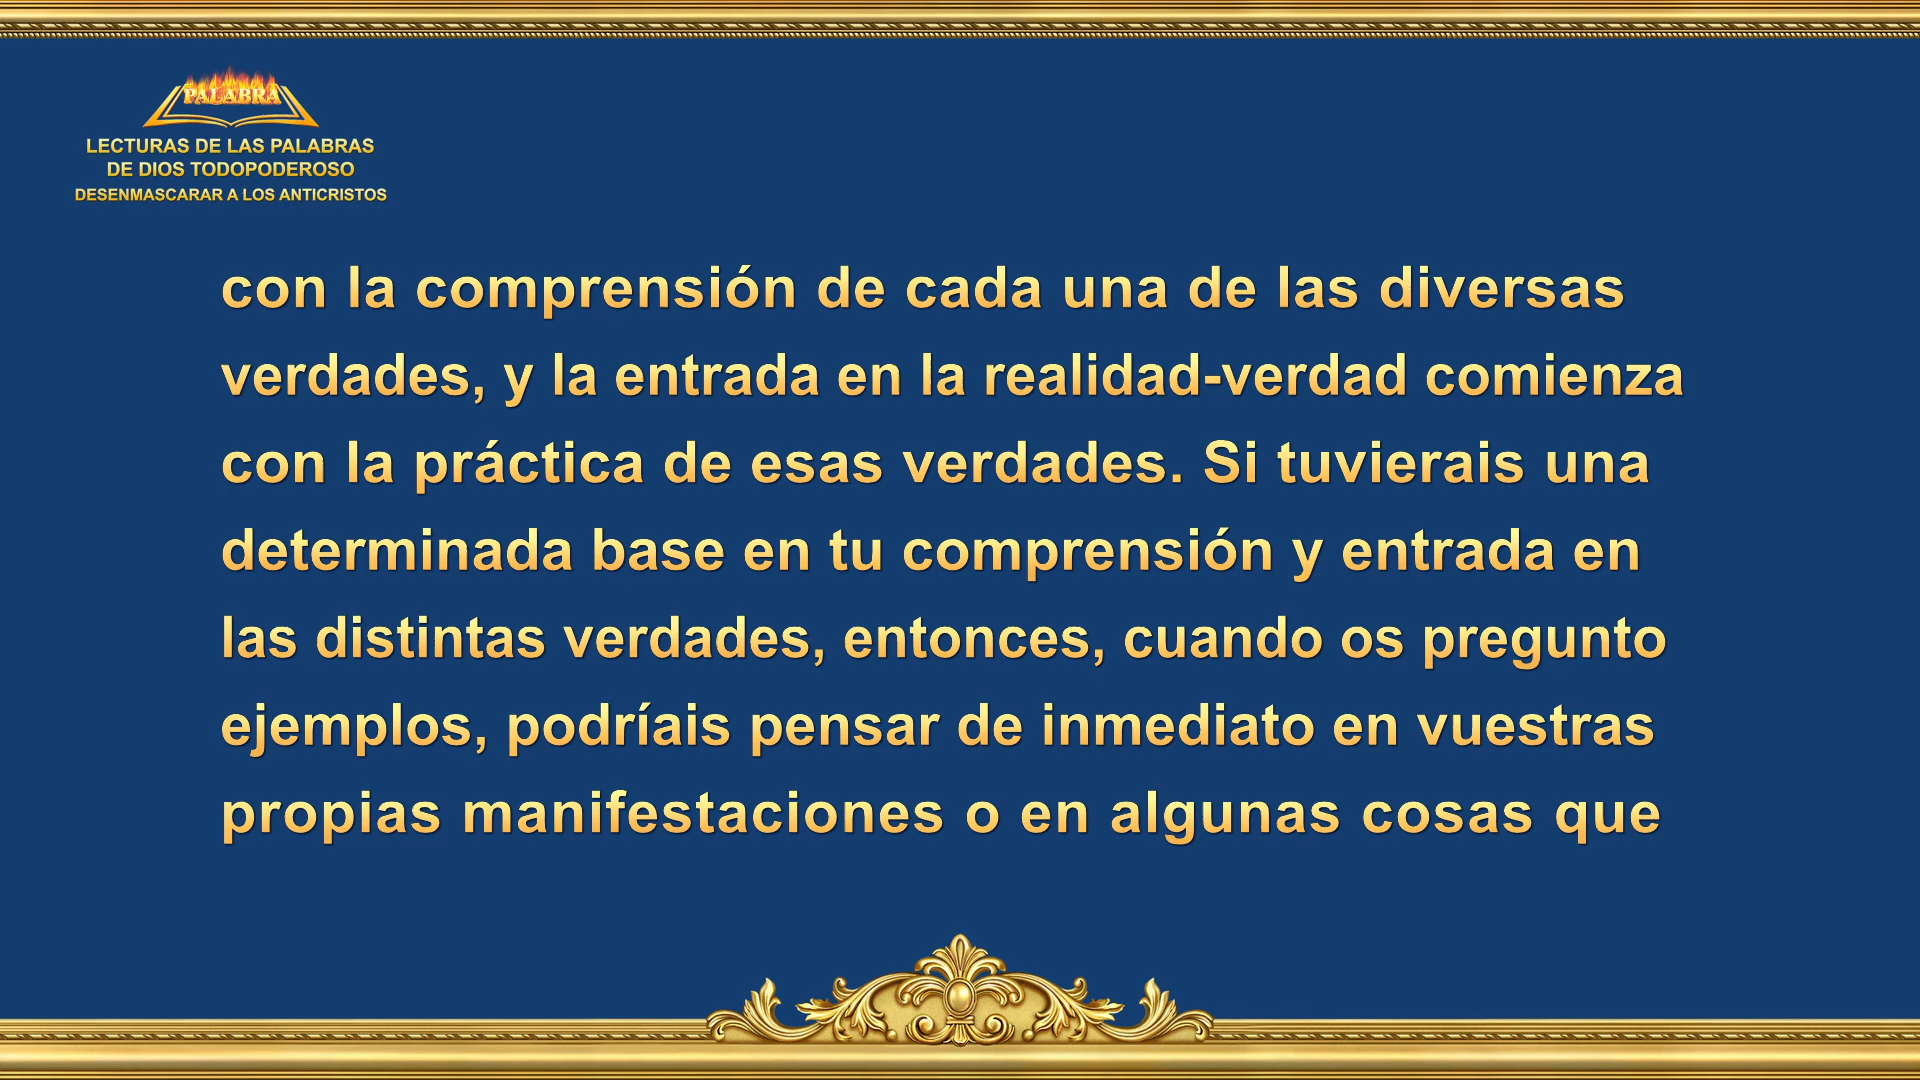 PALABRA
LECTURAS DE LAS PALABRAS
DE DIOS TODOPODEROSO
DESENMASCARAR A LOS ANTICRISTOS
con la comprensión de cada una de las diversas
verdades, y la entrada en la realidad-verdad comienza
con la práctica de esas verdades. Si tuvierais una
determinada base en tu comprensión y entrada en
las distintas verdades, entonces, cuando os pregunto
ejemplos, podríais pensar de inmediato en vuestras
propias manifestaciones o en algunas cosas que